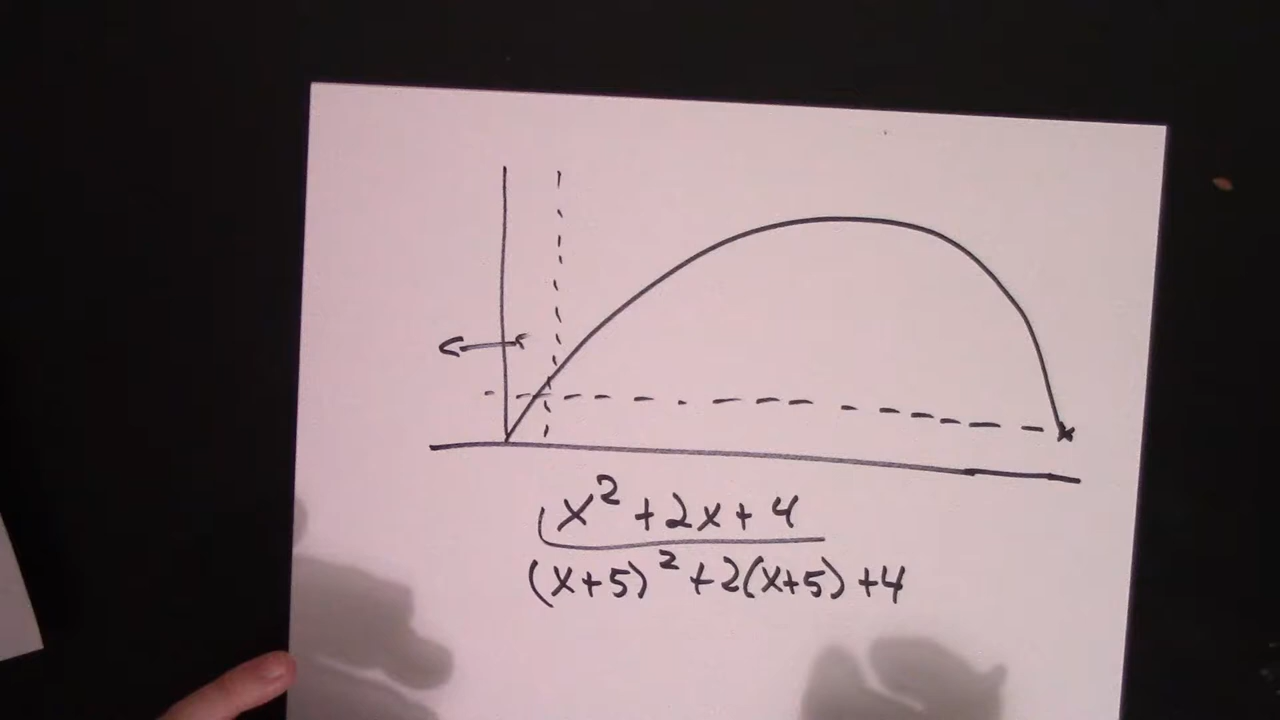 x² + 2x + 4
(x+5)² + 2(x+5) + 4